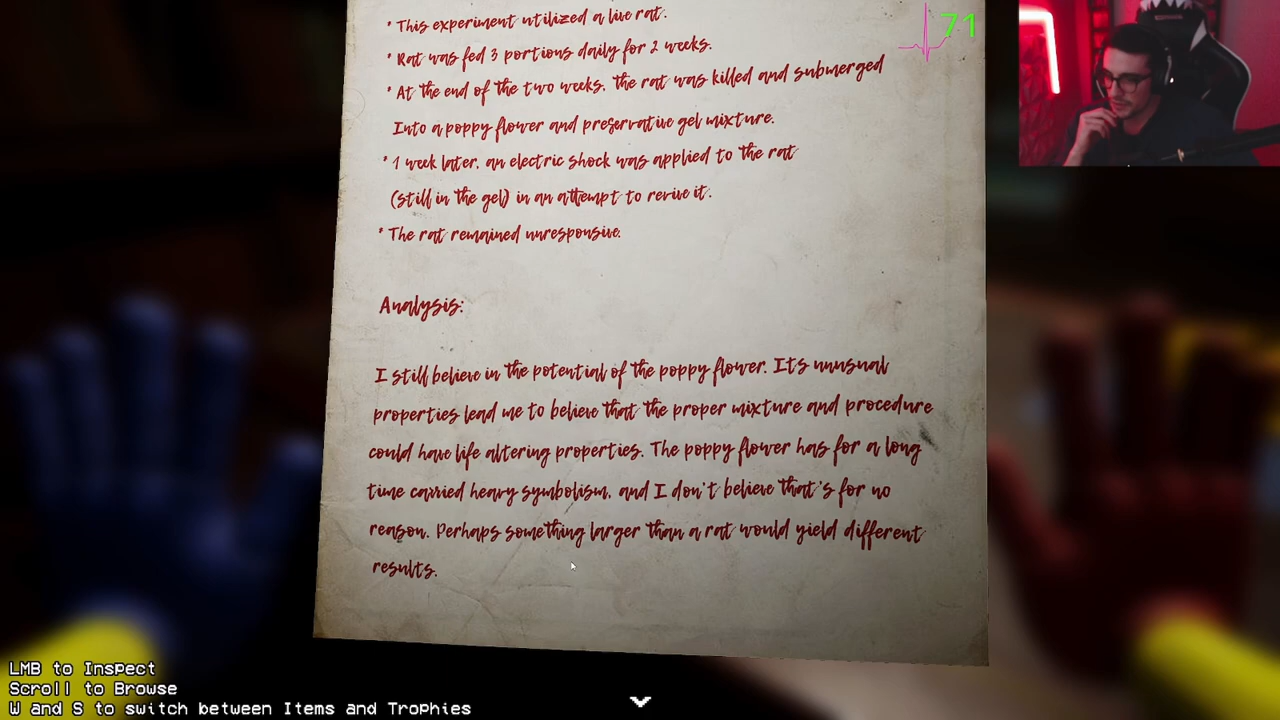 * This experiment utilized a live rat.
71
* Rat was fed 3 portions daily for 2 weeks.
* At the end of the two weeks, the rat was killed and submerged
Into a poppy flower and preservative gel mixture.
* 1 week later, an electric shock was applied to the rat
(still in the gel) in an attempt to revive it.
* The rat remained unresponsive.
Analysis:
I still believe in the potential of the poppy flower. Its unusual
properties lead me to believe that the proper mixture and procedure
could have life altering properties. The poppy flower has for a long
time carried heavy symbolism, and I don't believe that's for no
reason. Perhaps something larger than a rat would yield different
results.
LMB to Inspect
Scroll to Browse
W and S to switch between Items and Trophies